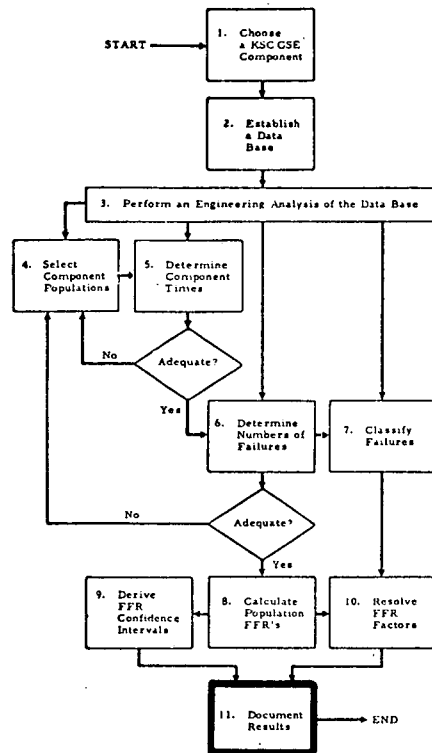 START
1. Choose
a KSC GSE
Component
2. Establish
a Data
Base
3. Perform an Engineering Analysis of the Data Base
4. Select
Component
Populations
5. Determine
Component
Times
No
Adequate?
Yes
6. Determine
Numbers of
Failures
7. Classify
Failures
No
Adequate?
Yes
9. Derive
FFR
Confidence
Intervals
8. Calculate
Population
FFR's
10. Resolve
FFR
Factors
11. Document
Results
END